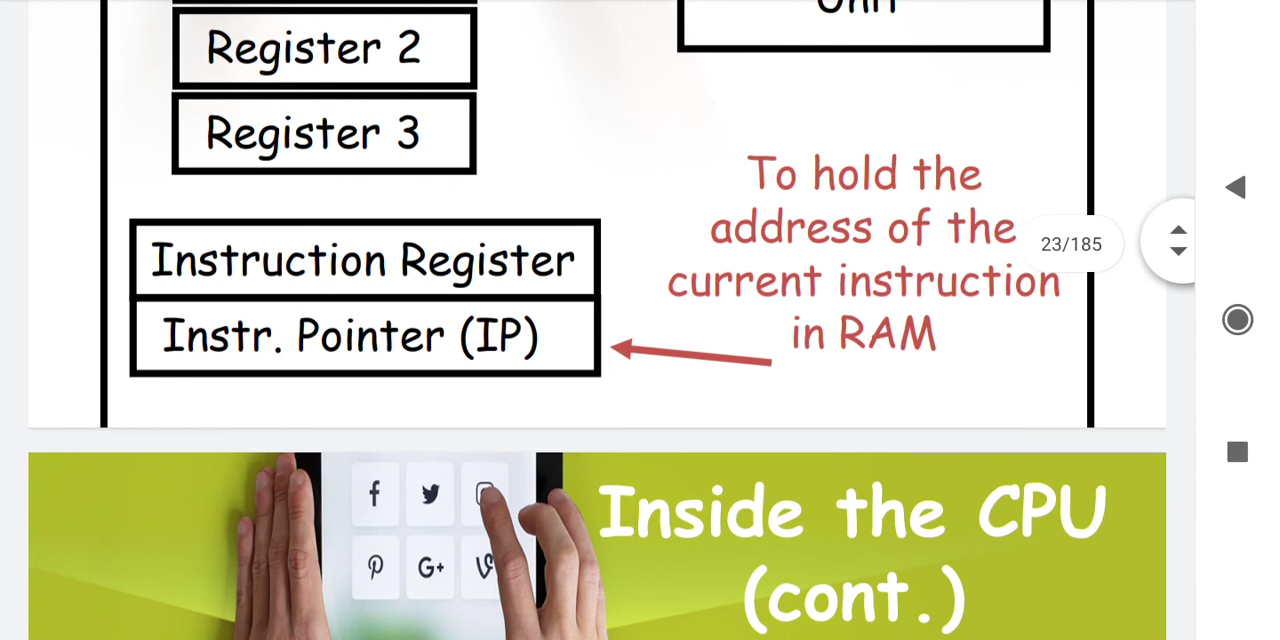 Unit
Register 2
Register 3
To hold the
address of the
current instruction
in RAM
23/185
Instruction Register
Instr. Pointer (IP)
f
G+
Inside the CPU
(cont.)